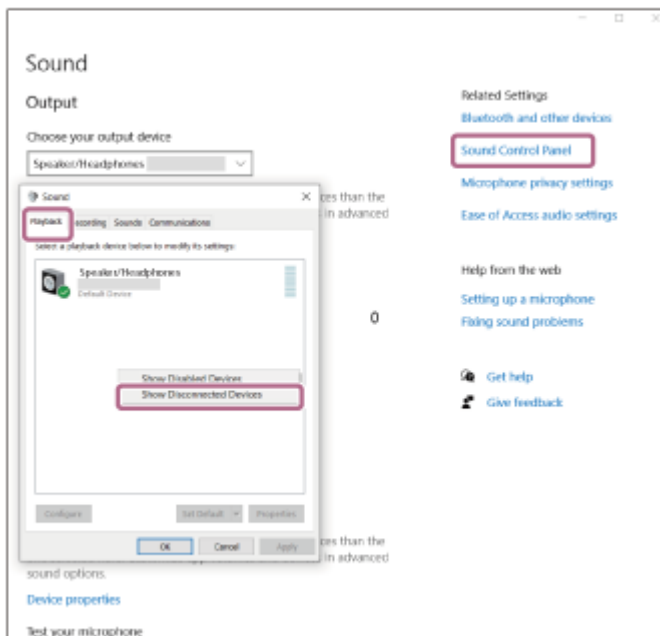 Sound
Output
Choose your output device
Speaker/Headphones
Sound
Playback
Recording
Sounds
Communications
Select a playback device below to modify its settings:
Speaker/Headphones
Default Device
Show Disabled Devices
Show Disconnected Devices
Configure
Set Default
Properties
OK
Cancel
Apply
ces than the
in advanced
0
ces than the
in advanced
sound options.
Device properties
Test your microphone
Related Settings
Bluetooth and other devices
Sound Control Panel
Microphone privacy settings
Ease of Access audio settings
Help from the web
Setting up a microphone
Fixing sound problems
Get help
Give feedback